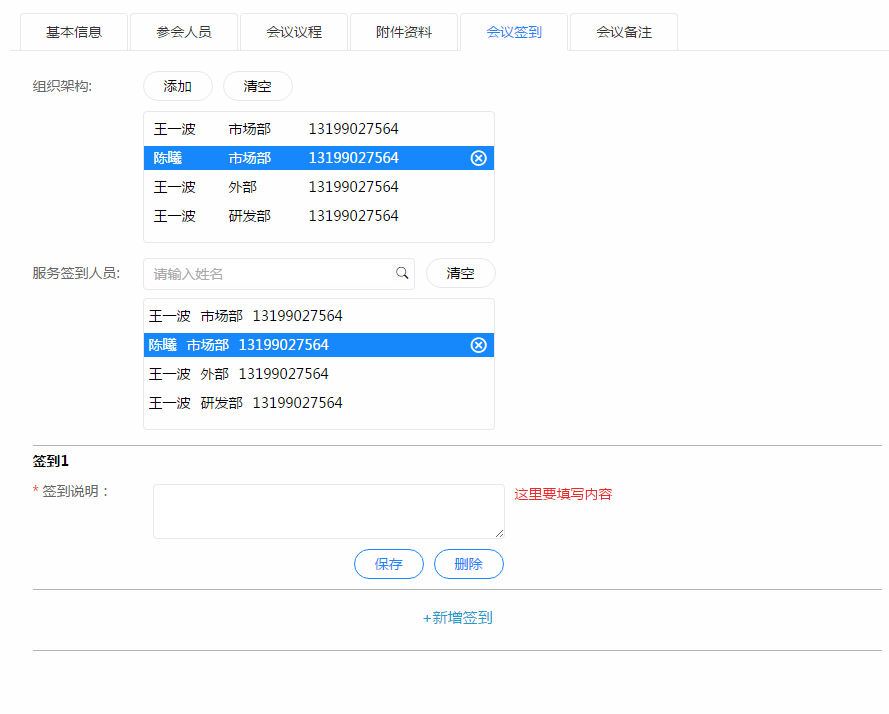 基本信息 参会人员 会议议程 附件资料 会议签到 会议备注
组织架构: 添加 清空
王一波 市场部 13199027564
陈曦 市场部 13199027564
王一波 外部 13199027564
王一波 研发部 13199027564
服务签到人员: 请输入姓名 清空
王一波 市场部 13199027564
陈曦 市场部 13199027564
王一波 外部 13199027564
王一波 研发部 13199027564
签到1
* 签到说明： 这里要填写内容
保存 删除
+新增签到